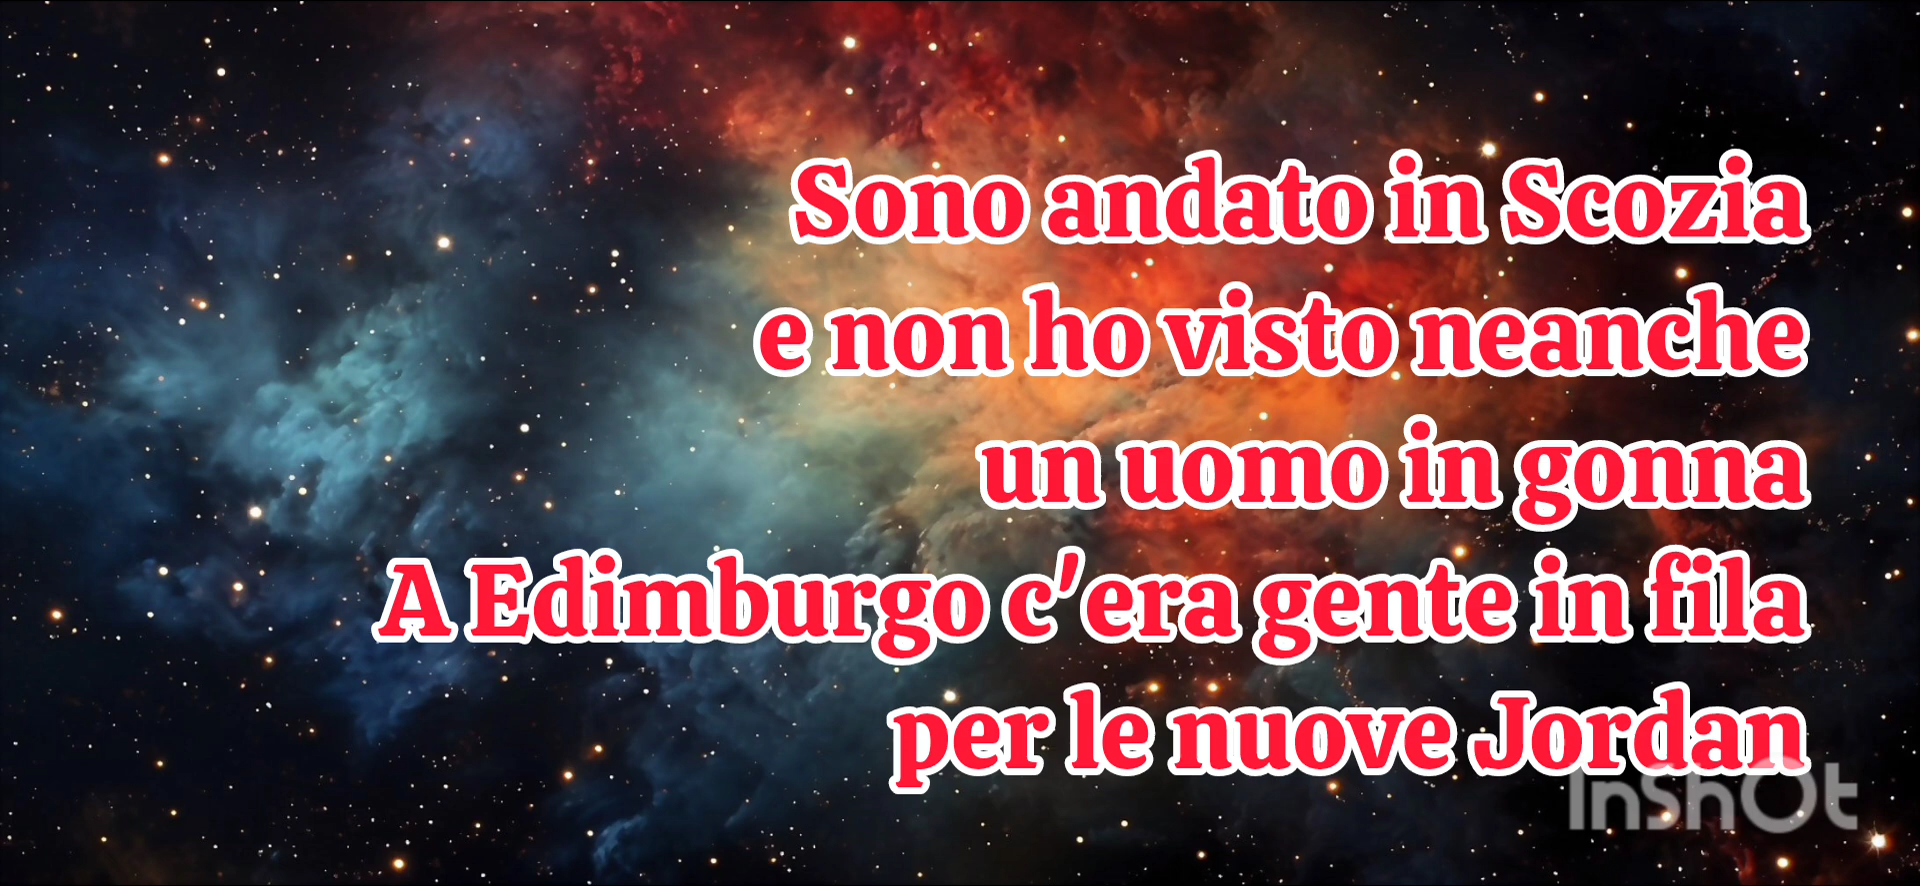 Sono andato in Scozia
e non ho visto neanche
un uomo in gonna
A Edimburgo c'era gente in fila
per le nuove Jordan
InShOt